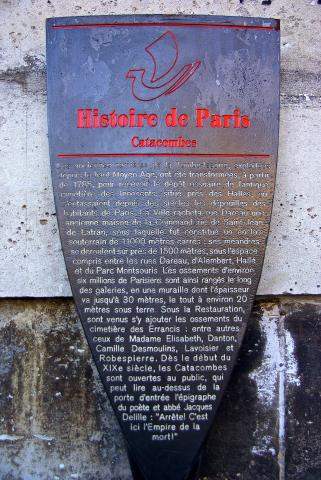 Histoire de Paris
Catacombes
Les anciennes carrières de la Tombe-Issoire, exploitées
depuis le haut Moyen Age, ont été transformées, à partir
de 1785, pour recevoir le dépôt ossuaire de l'antique
cimetière des Innocents, situé près des Halles, où
s'entassaient depuis des siècles les dépouilles des
habitants de Paris. La Ville racheta rue Dareau une
ancienne maison de la Commanderie de Saint-Jean
de Latran, sous laquelle fut constitué un enclos
souterrain de 11000 mètres carrés ; ses méandres
se déroulent sur près de 1500 mètres, sous l'espace
compris entre les rues Dareau, d'Alembert, Hallé
et du Parc Montsouris. Les ossements d'environ
six millions de Parisiens sont ainsi rangés le long
des galeries, en une muraille dont l'épaisseur
va jusqu'à 30 mètres, le tout à environ 20
mètres sous terre. Sous la Restauration,
sont venus s'y ajouter les ossements du
cimetière des Errancis : entre autres,
ceux de Madame Elisabeth, Danton,
Camille Desmoulins, Lavoisier et
Robespierre. Dès le début du
XIXe siècle, les Catacombes
sont ouvertes au public, qui
peut lire au-dessus de la
porte d'entrée l'épigraphe
du poète et abbé Jacques
Delille : "Arrête! C'est
ici l'Empire de la
mort!"